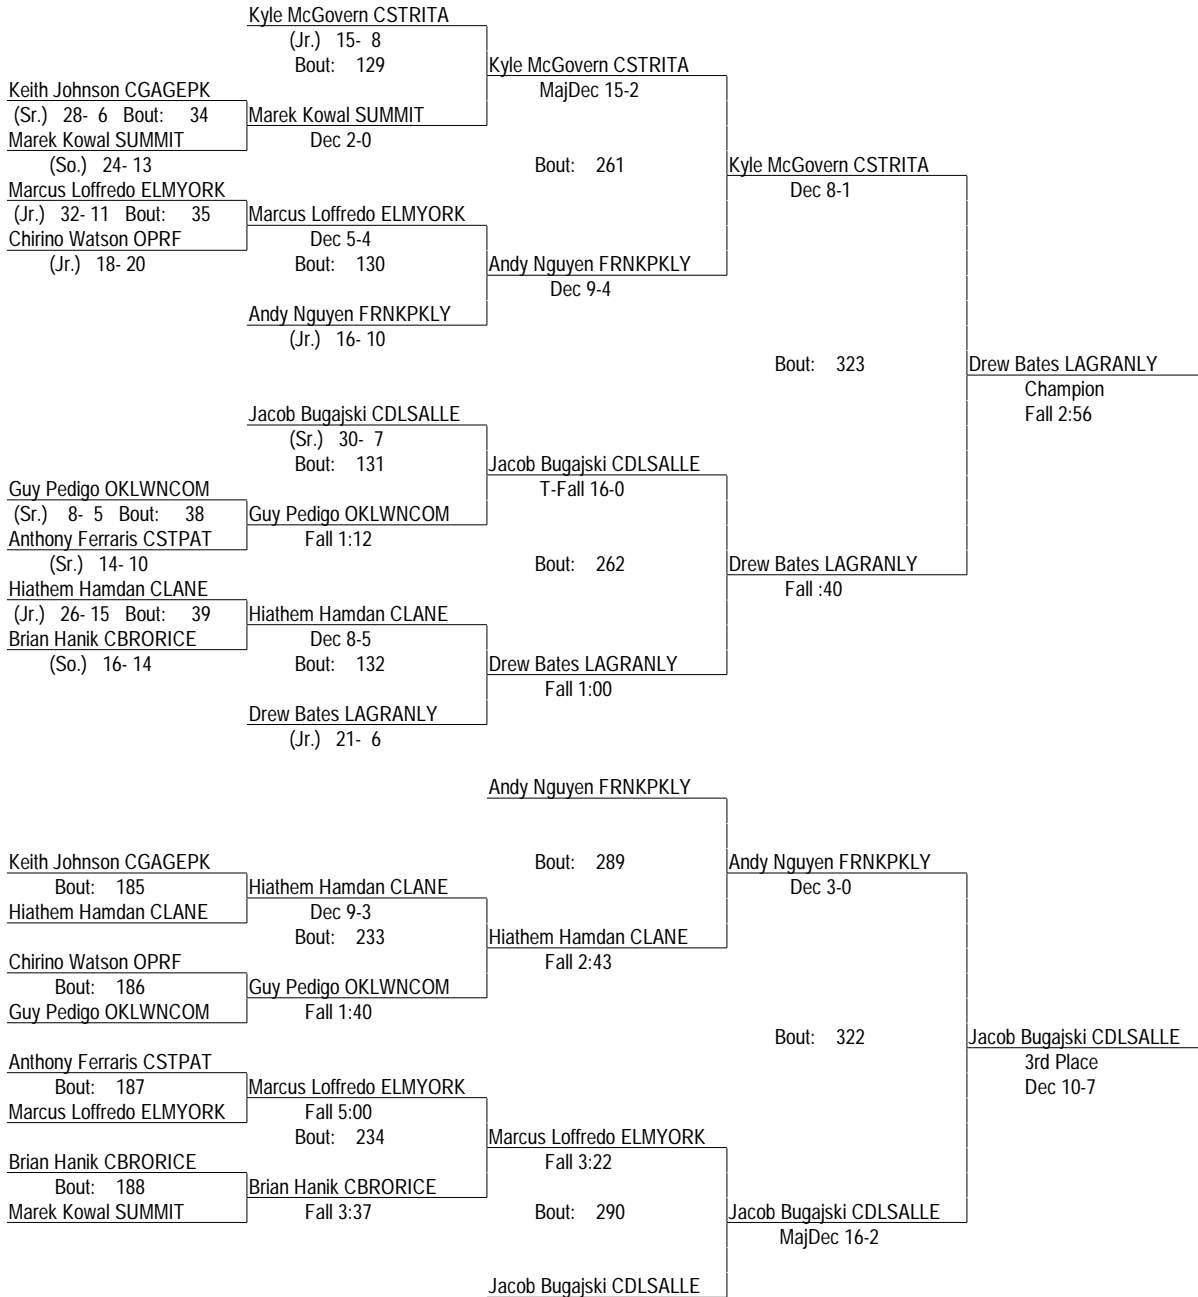 Kyle McGovern CSTRITA
(Jr.) 15- 8
Bout: 129
Kyle McGovern CSTRITA
MajDec 15-2
Keith Johnson CGAGEPK
(Sr.) 28- 6 Bout: 34
Marek Kowal SUMMIT
Marek Kowal SUMMIT
Dec 2-0
(So.) 24- 13
Bout: 261
Kyle McGovern CSTRITA
Dec 8-1
Marcus Loffredo ELMYORK
(Jr.) 32- 11 Bout: 35
Marcus Loffredo ELMYORK
Chirino Watson OPRF
Dec 5-4
(Jr.) 18- 20
Bout: 130
Andy Nguyen FRNKPKLY
Dec 9-4
Andy Nguyen FRNKPKLY
(Jr.) 16- 10
Bout: 323
Drew Bates LAGRANLY
Champion
Fall 2:56
Jacob Bugajski CDLSALLE
(Sr.) 30- 7
Bout: 131
Jacob Bugajski CDLSALLE
T-Fall 16-0
Guy Pedigo OKLWNCOM
(Sr.) 8- 5 Bout: 38
Guy Pedigo OKLWNCOM
Anthony Ferraris CSTPAT
Fall 1:12
(Sr.) 14- 10
Bout: 262
Drew Bates LAGRANLY
Fall :40
Hiathem Hamdan CLANE
(Jr.) 26- 15 Bout: 39
Hiathem Hamdan CLANE
Brian Hanik CBRORICE
Dec 8-5
(So.) 16- 14
Bout: 132
Drew Bates LAGRANLY
Fall 1:00
Drew Bates LAGRANLY
(Jr.) 21- 6
Andy Nguyen FRNKPKLY
Bout: 289
Andy Nguyen FRNKPKLY
Dec 3-0
Keith Johnson CGAGEPK
Bout: 185
Hiathem Hamdan CLANE
Hiathem Hamdan CLANE
Dec 9-3
Bout: 233
Hiathem Hamdan CLANE
Fall 2:43
Chirino Watson OPRF
Bout: 186
Guy Pedigo OKLWNCOM
Guy Pedigo OKLWNCOM
Fall 1:40
Bout: 322
Jacob Bugajski CDLSALLE
3rd Place
Dec 10-7
Anthony Ferraris CSTPAT
Bout: 187
Marcus Loffredo ELMYORK
Marcus Loffredo ELMYORK
Fall 5:00
Bout: 234
Marcus Loffredo ELMYORK
Fall 3:22
Brian Hanik CBRORICE
Bout: 188
Brian Hanik CBRORICE
Marek Kowal SUMMIT
Fall 3:37
Bout: 290
Jacob Bugajski CDLSALLE
MajDec 16-2
Jacob Bugajski CDLSALLE